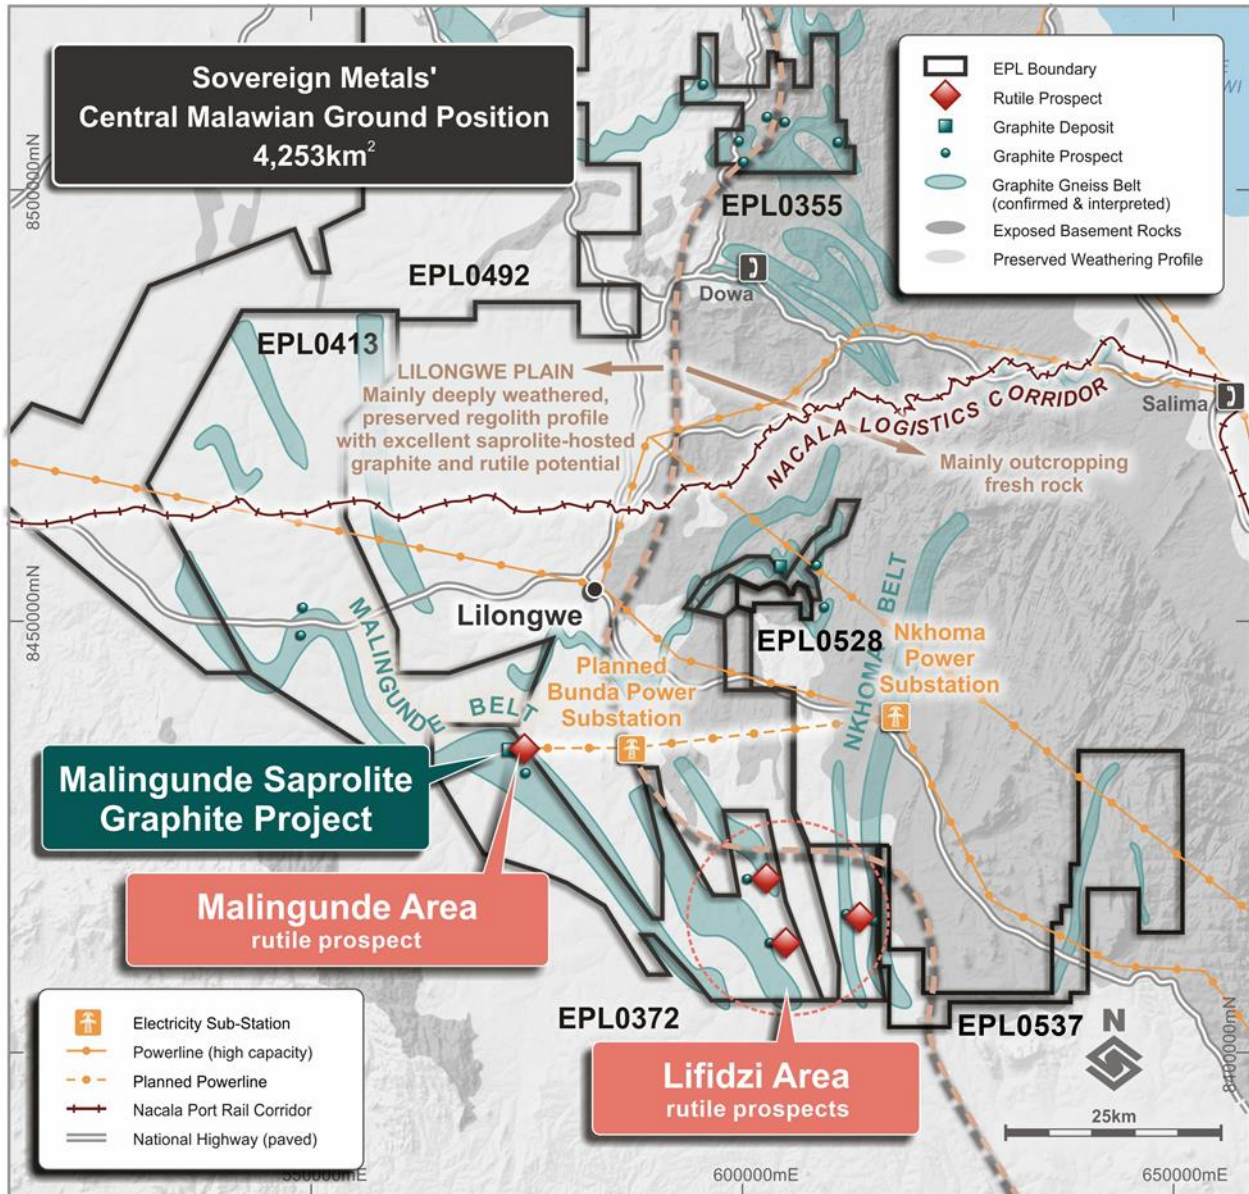 Sovereign Metals'
Central Malawian Ground Position
4,253km²
EPL Boundary
Rutile Prospect
Graphite Deposit
Graphite Prospect
Graphite Gneiss Belt
(confirmed & interpreted)
Exposed Basement Rocks
Preserved Weathering Profile
8500000mN
EPL0355
EPL0492
Dowa
EPL0413
LILONGWE PLAIN
Mainly deeply weathered,
preserved regolith profile
with excellent saprolite-hosted
graphite and rutile potential
NACALA LOGISTICS CORRIDOR
Salima
Mainly outcropping
fresh rock
8450000mN
Lilongwe
MALINGUNDE BELT
NKHOMA BELT
EPL0528
Nkhoma
Power
Substation
Planned
Bunda Power
Substation
Malingunde Saprolite
Graphite Project
Malingunde Area
rutile prospect
EPL0372
EPL0537
Lifidzi Area
rutile prospects
N
25km
8400000mN
Electricity Sub-Station
Powerline (high capacity)
Planned Powerline
Nacala Port Rail Corridor
National Highway (paved)
550000mE
600000mE
650000mE